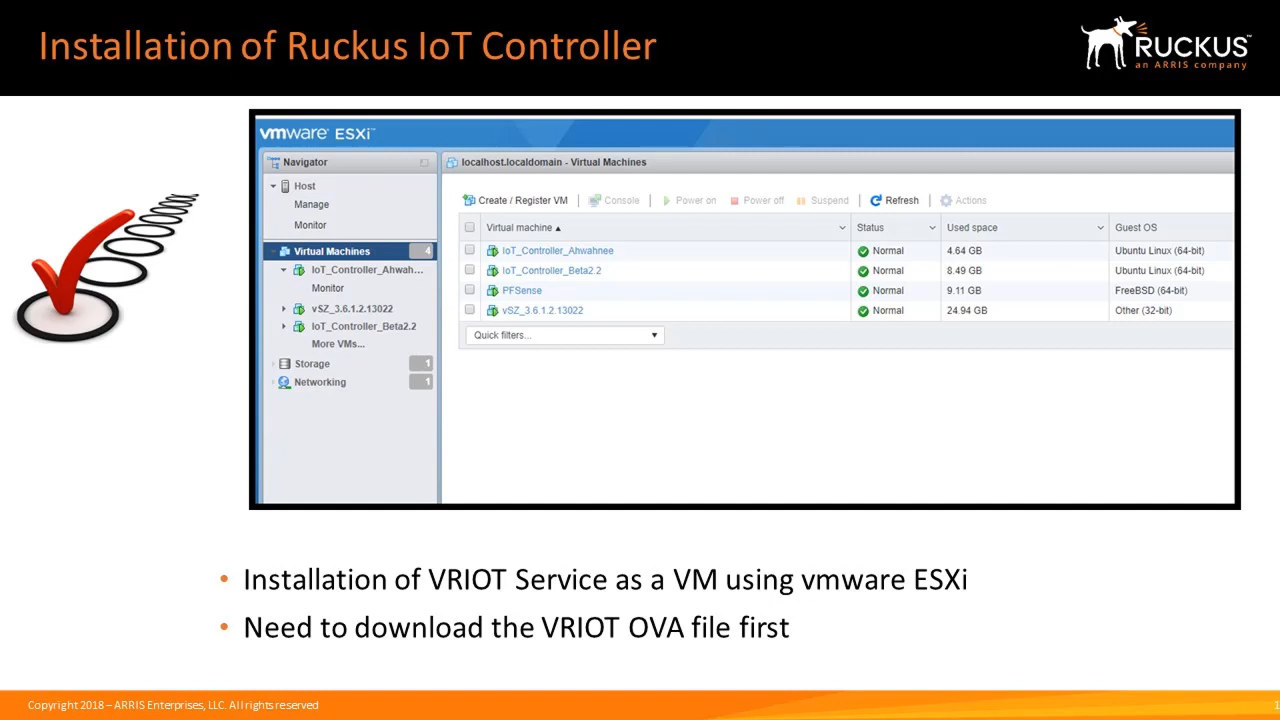 Installation of Ruckus IoT Controller
RUCKUS™
an ARRIS company
vmware® ESXi™
Navigator
Host
Manage
Monitor
Virtual Machines 4
IoT_Controller_Ahwah...
Monitor
vSZ_3.6.1.2.13022
IoT_Controller_Beta2.2
More VMs...
Storage 1
Networking 1
localhost.localdomain - Virtual Machines
Create / Register VM | Console | Power on Power off Suspend | Refresh | Actions
Virtual machine ▲ Status Used space Guest OS
IoT_Controller_Ahwahnee Normal 4.64 GB Ubuntu Linux (64-bit)
IoT_Controller_Beta2.2 Normal 8.49 GB Ubuntu Linux (64-bit)
PFSense Normal 9.11 GB FreeBSD (64-bit)
vSZ_3.6.1.2.13022 Normal 24.94 GB Other (32-bit)
Quick filters...
• Installation of VRIOT Service as a VM using vmware ESXi
• Need to download the VRIOT OVA file first
Copyright 2018 – ARRIS Enterprises, LLC. All rights reserved
1